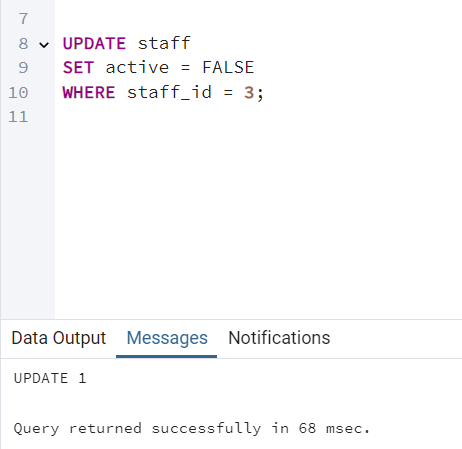 7
8 UPDATE staff
9 SET active = FALSE
10 WHERE staff_id = 3;
11
Data Output Messages Notifications
UPDATE 1
Query returned successfully in 68 msec.